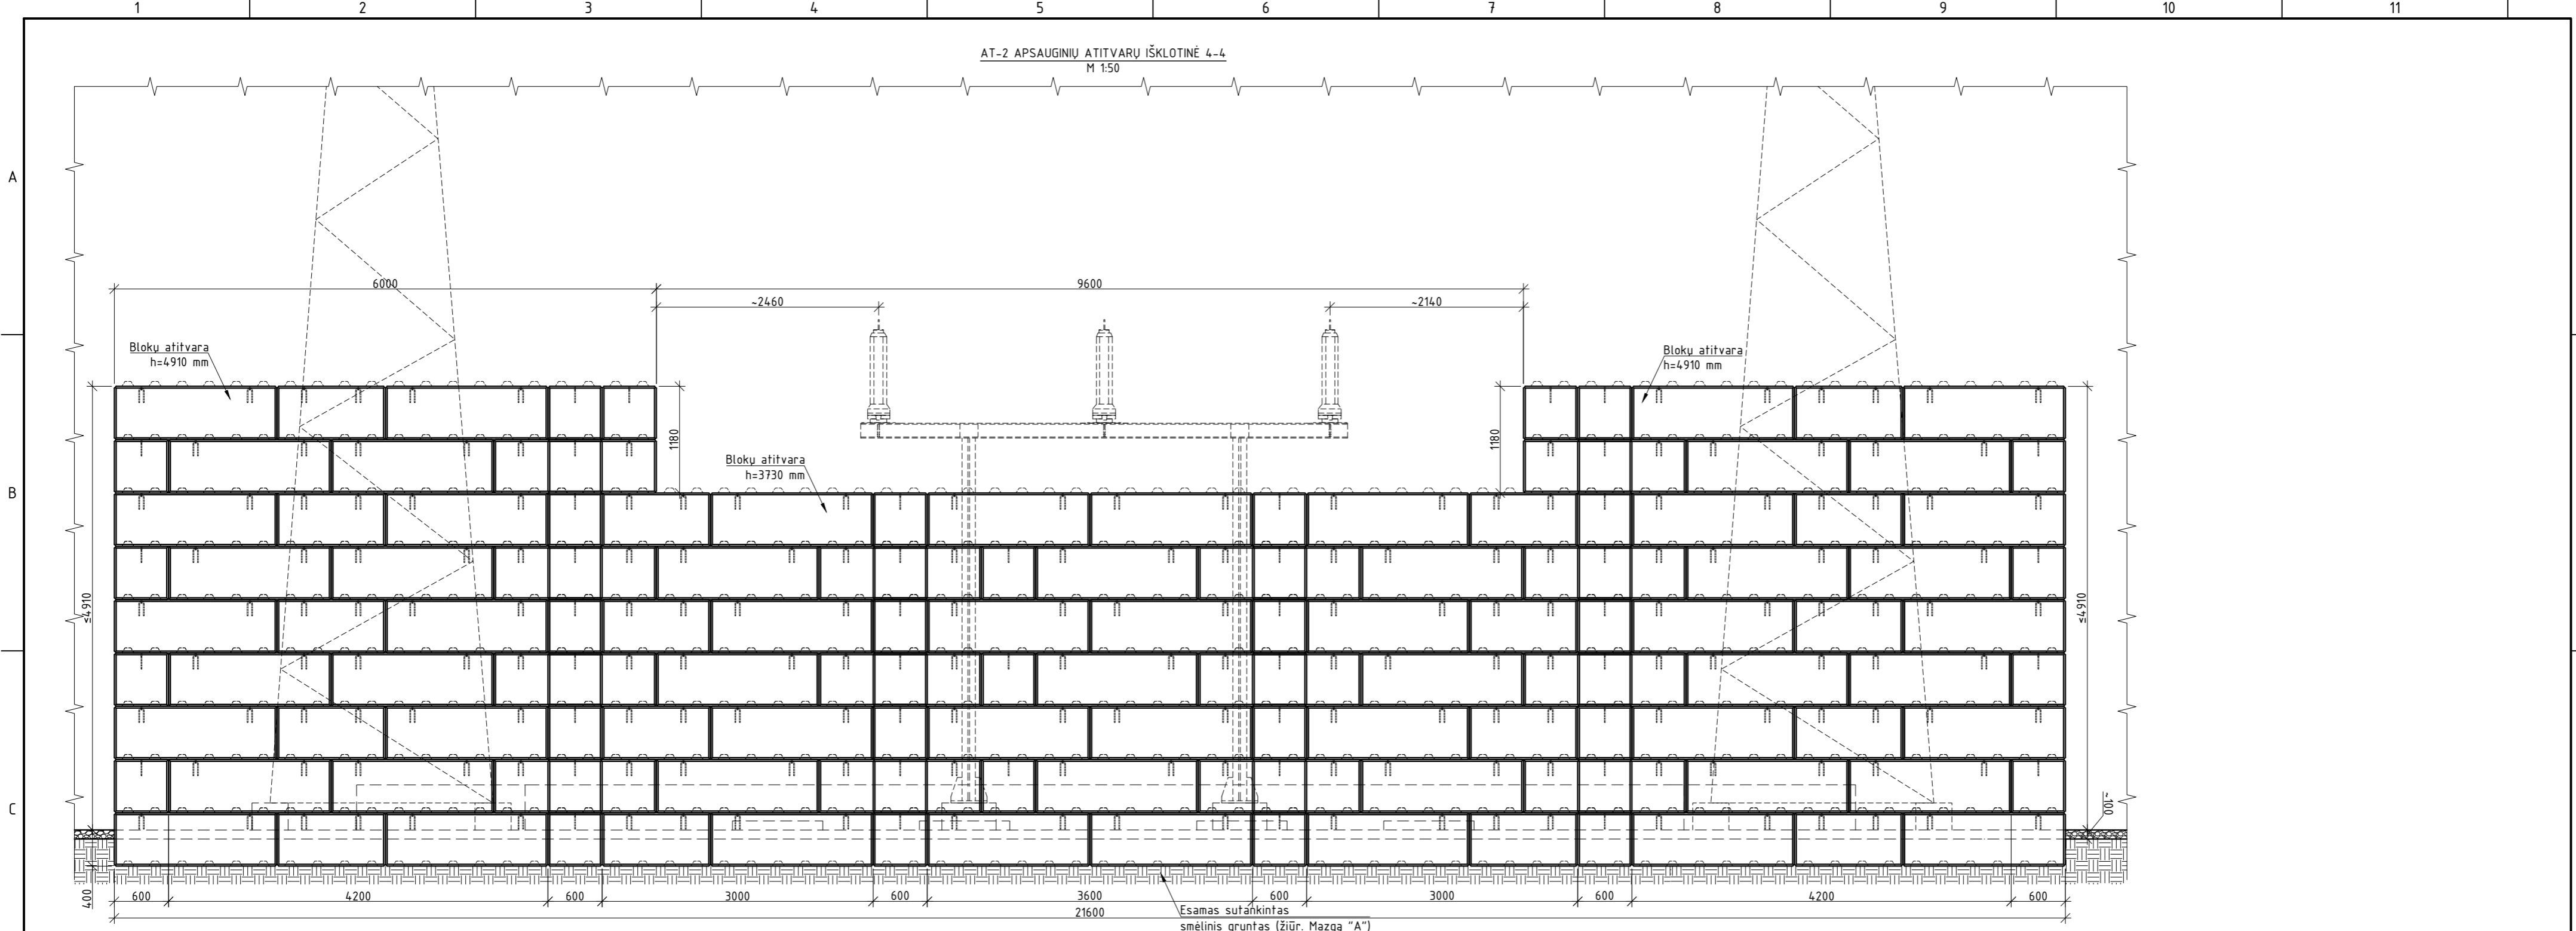 1 2 3 4 5 6 7 8 9 10 11
AT-2 APSAUGINIŲ ATITVARŲ IŠKLOTINĖ 4-4
M 1:50
A
6000 9600
~2460 ~2140
Blokų atitvara
h=4910 mm
Blokų atitvara
h=4910 mm
1180 1180
Blokų atitvara
h=3730 mm
B
≤4910 ≤4910
C
~100
400
600 4200 600 3000 600 3600 600 3000 600 4200 600
21600
Esamas sutankintas
smėlinis gruntas (žiūr. Mazgą "A")